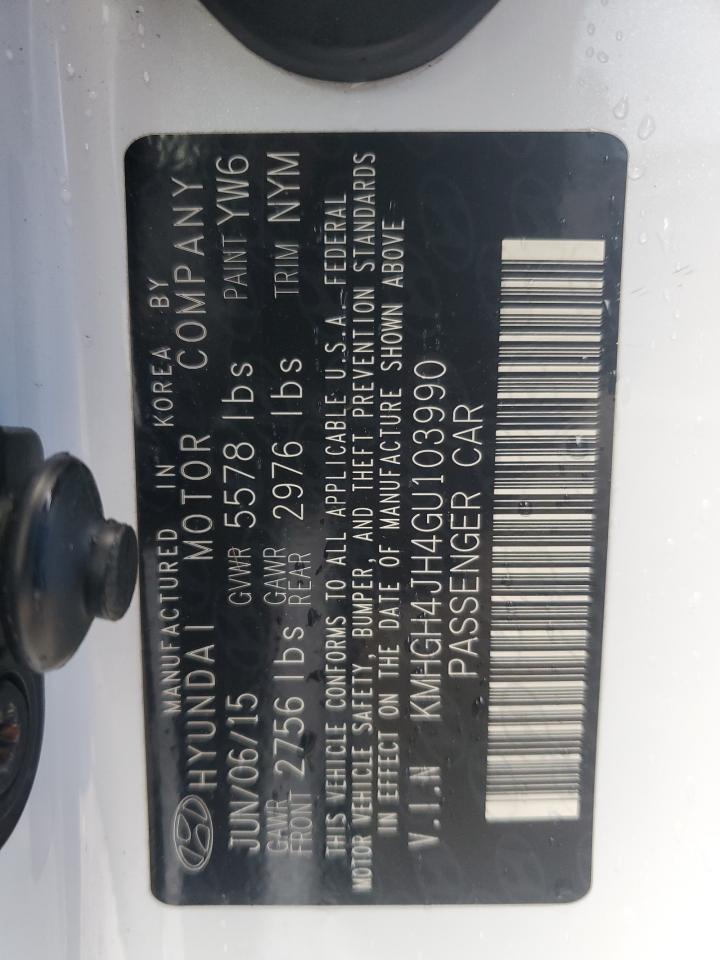 MANUFACTURED IN KOREA BY
HYUNDAI MOTOR COMPANY
JUN/06/15 GVWR 5578 lbs PAINT YW6
GAWR FRONT 2756 lbs GAWR REAR 2976 lbs TRIM NYM
THIS VEHICLE CONFORMS TO ALL APPLICABLE U.S.A. FEDERAL
MOTOR VEHICLE SAFETY, BUMPER, AND THEFT PREVENTION STANDARDS
IN EFFECT ON THE DATE OF MANUFACTURE SHOWN ABOVE
V.I.N KMHGH4JH4GU103990
PASSENGER CAR